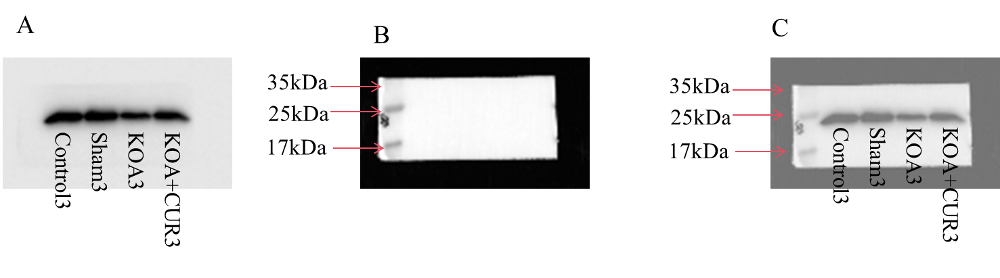 A
Control3
Sham3
KOA3
KOA+CUR3
B
35kDa
25kDa
17kDa
C
35kDa
25kDa
17kDa
Control3
Sham3
KOA3
KOA+CUR3